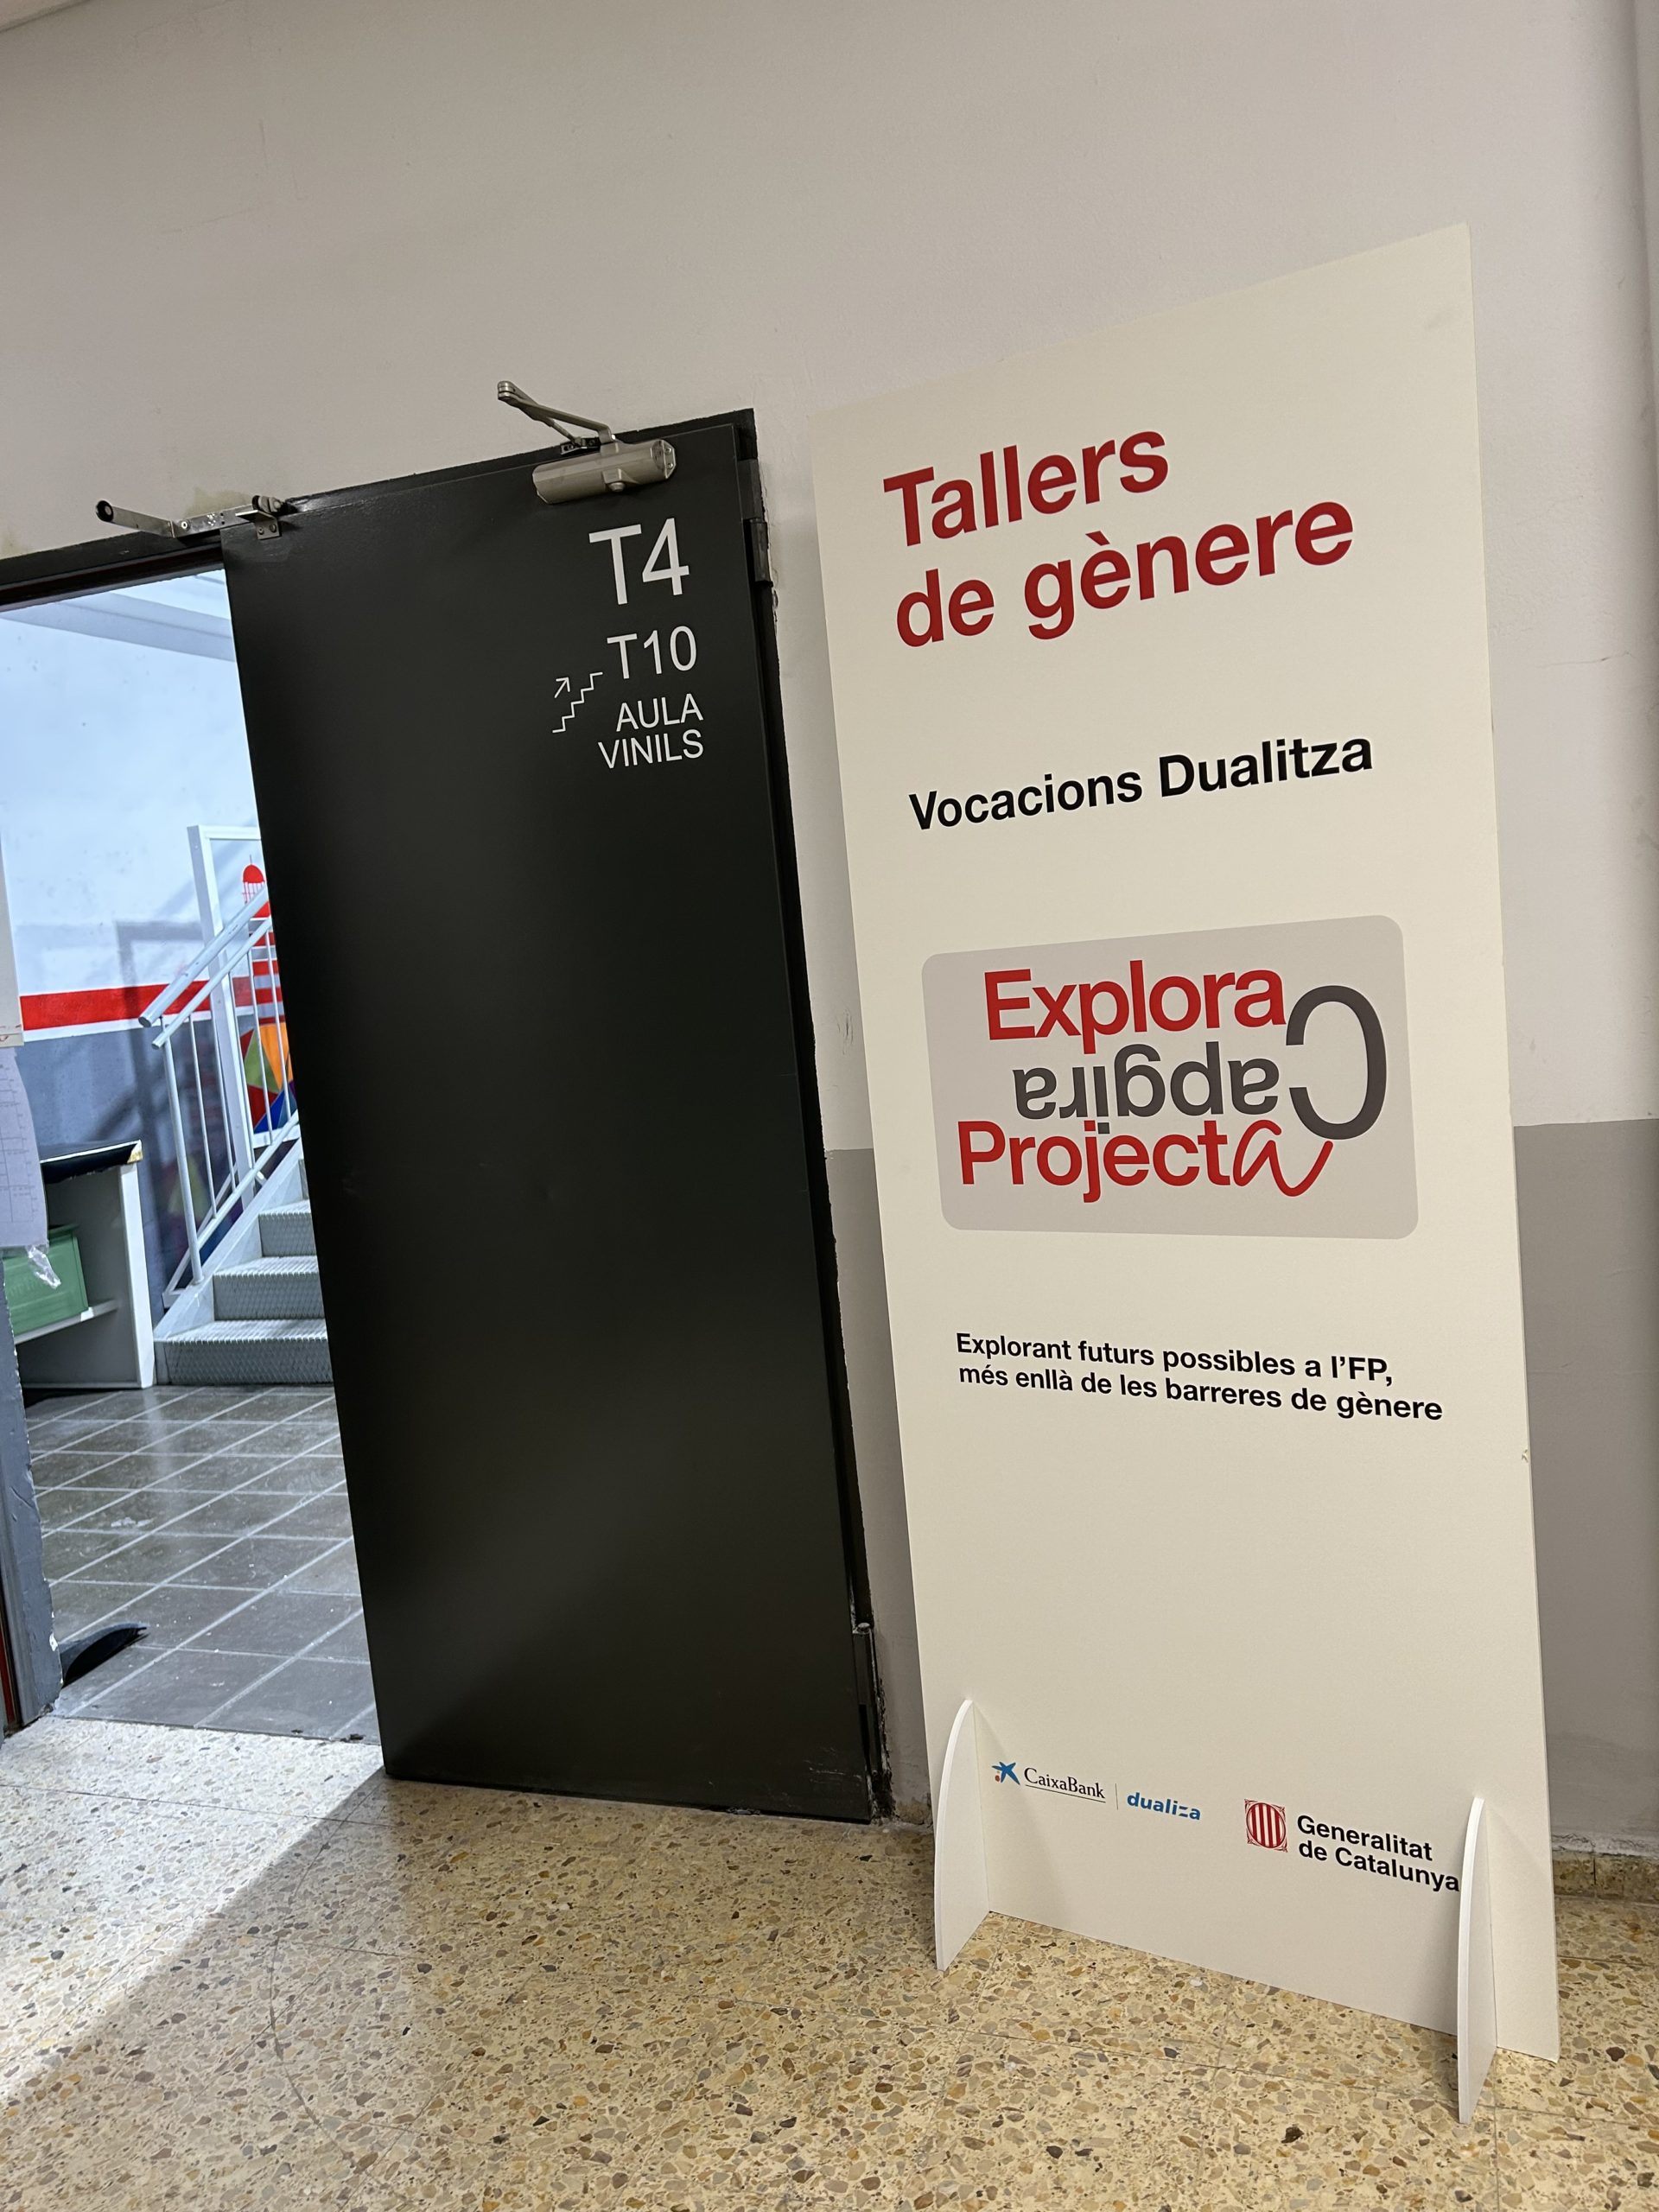 T4
T10
AULA
VINILS
Tallers
de gènere
Vocacions Dualitza
Explora
Capgira
Projecta
Explorant futurs possibles a l’FP,
més enllà de les barreres de gènere
CaixaBank
dualiza
Generalitat
de Catalunya